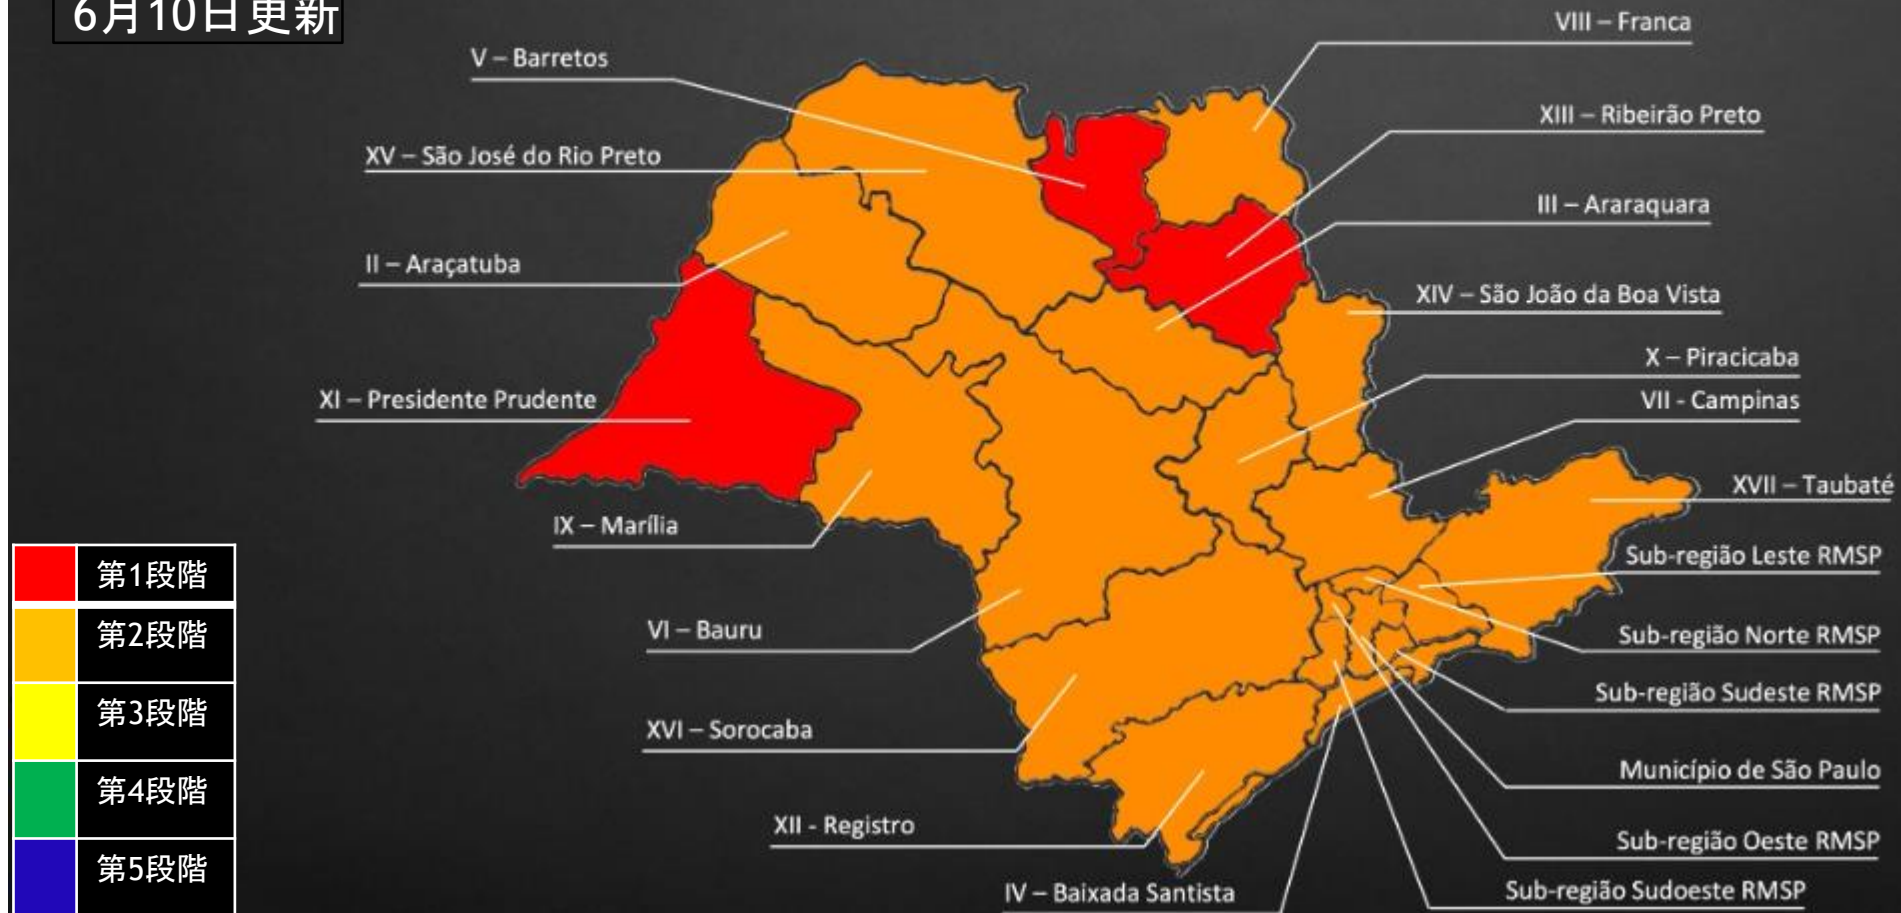 6月10日更新
VIII – Franca
V – Barretos
XIII – Ribeirão Preto
XV – São José do Rio Preto
III – Araraquara
II – Araçatuba
XIV – São João da Boa Vista
X – Piracicaba
XI – Presidente Prudente
VII - Campinas
XVII – Taubaté
IX – Marília
Sub-região Leste RMSP
第1段階
第2段階
VI – Bauru
Sub-região Norte RMSP
Sub-região Sudeste RMSP
第3段階
XVI – Sorocaba
Município de São Paulo
第4段階
XII - Registro
Sub-região Oeste RMSP
第5段階
IV – Baixada Santista
Sub-região Sudoeste RMSP